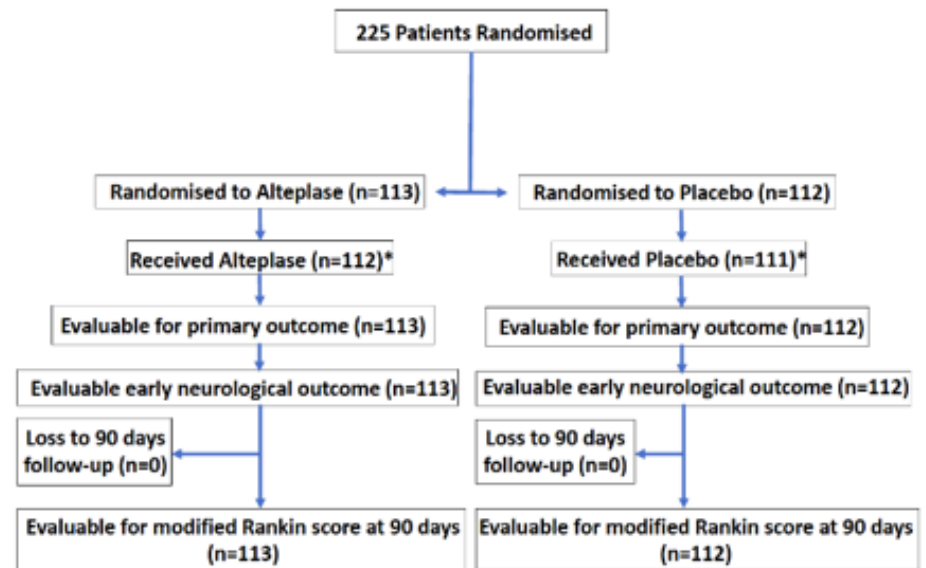 225 Patients Randomised
Randomised to Alteplase (n=113)
Randomised to Placebo (n=112)
Received Alteplase (n=112)*
Received Placebo (n=111)*
Evaluable for primary outcome (n=113)
Evaluable for primary outcome (n=112)
Evaluable early neurological outcome (n=113)
Evaluable early neurological outcome (n=112)
Loss to 90 days
follow-up (n=0)
Loss to 90 days
follow-up (n=0)
Evaluable for modified Rankin score at 90 days
(n=113)
Evaluable for modified Rankin score at 90 days
(n=112)